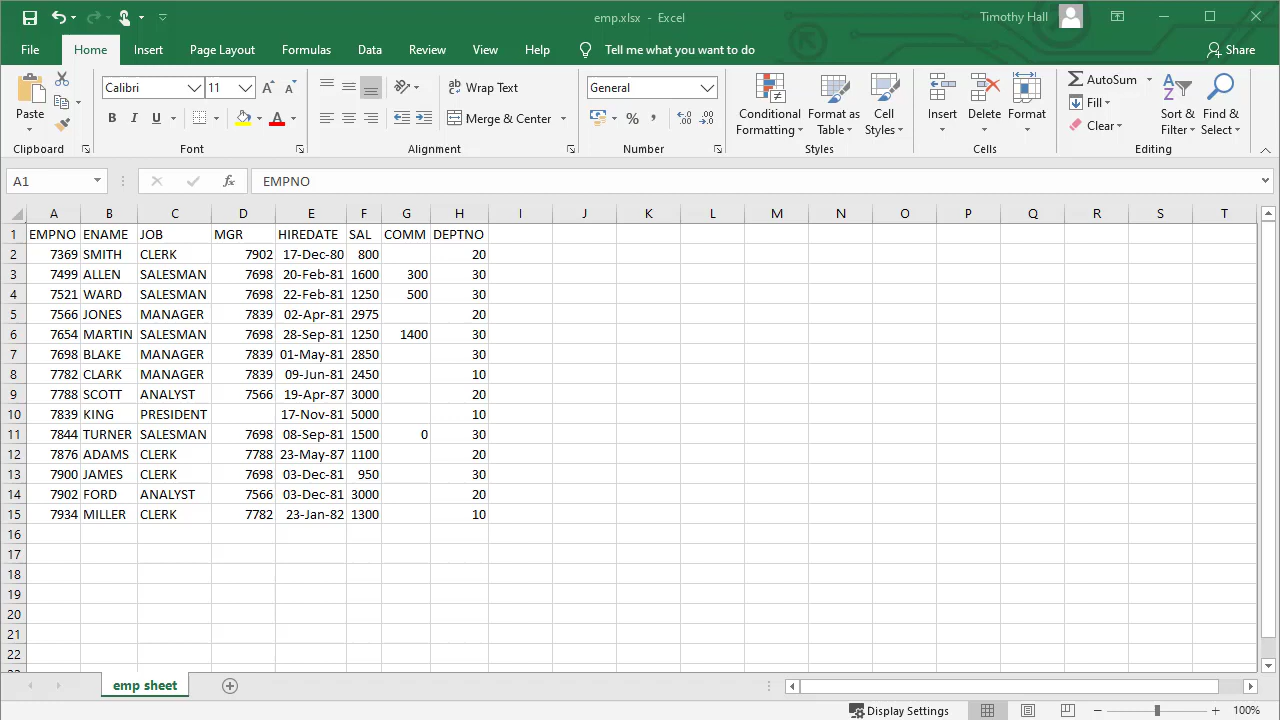 emp.xlsx - Excel
Timothy Hall
File Home Insert Page Layout Formulas Data Review View Help Tell me what you want to do Share
Paste
Clipboard
Calibri 11
B I U A
Font
Wrap Text
Merge & Center
Alignment
General
% ,
Number
Conditional Formatting
Format as Table
Cell Styles
Styles
Insert Delete Format
Cells
AutoSum
Fill
Clear
Sort & Filter
Find & Select
Editing
A1 fx EMPNO
A B C D E F G H I J K L M N O P Q R S T
1 EMPNO ENAME JOB MGR HIREDATE SAL COMM DEPTNO
2 7369 SMITH CLERK 7902 17-Dec-80 800 20
3 7499 ALLEN SALESMAN 7698 20-Feb-81 1600 300 30
4 7521 WARD SALESMAN 7698 22-Feb-81 1250 500 30
5 7566 JONES MANAGER 7839 02-Apr-81 2975 20
6 7654 MARTIN SALESMAN 7698 28-Sep-81 1250 1400 30
7 7698 BLAKE MANAGER 7839 01-May-81 2850 30
8 7782 CLARK MANAGER 7839 09-Jun-81 2450 10
9 7788 SCOTT ANALYST 7566 19-Apr-87 3000 20
10 7839 KING PRESIDENT 17-Nov-81 5000 10
11 7844 TURNER SALESMAN 7698 08-Sep-81 1500 0 30
12 7876 ADAMS CLERK 7788 23-May-87 1100 20
13 7900 JAMES CLERK 7698 03-Dec-81 950 30
14 7902 FORD ANALYST 7566 03-Dec-81 3000 20
15 7934 MILLER CLERK 7782 23-Jan-82 1300 10
16
17
18
19
20
21
22
emp sheet
Display Settings 100%